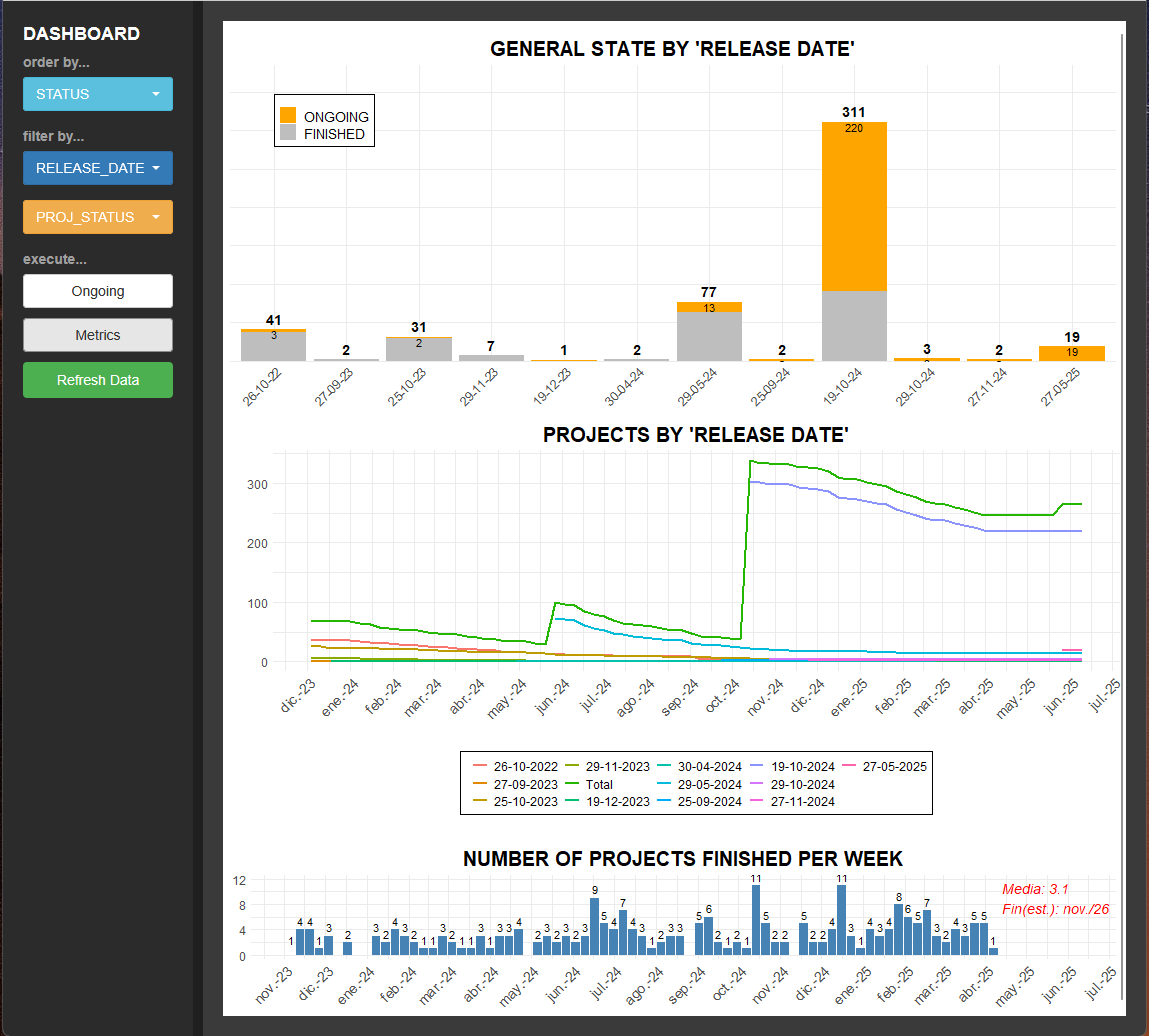 DASHBOARD
order by...
STATUS
filter by...
RELEASE_DATE
PROJ_STATUS
execute...
Ongoing
Metrics
Refresh Data
GENERAL STATE BY 'RELEASE DATE'
ONGOING
FINISHED
41 2 31 7 1 2 77 2 311 3 2 19
3 2 13 220 19
26-10-22 27-09-23 25-10-23 29-11-23 19-12-23 30-04-24 29-05-24 25-09-24 19-10-24 29-10-24 27-11-24 27-05-25
PROJECTS BY 'RELEASE DATE'
300
200
100
0
dic.-23 ene.-24 feb.-24 mar.-24 abr.-24 may.-24 jun.-24 jul.-24 ago.-24 sep.-24 oct.-24 nov.-24 dic.-24 ene.-25 feb.-25 mar.-25 abr.-25 may.-25 jun.-25 jul.-25
26-10-2022 29-11-2023 30-04-2024 19-10-2024 27-05-2025
27-09-2023 Total 29-05-2024 29-10-2024
25-10-2023 19-12-2023 25-09-2024 27-11-2024
NUMBER OF PROJECTS FINISHED PER WEEK
12
8
4
0
1 4 4 1 3 2 3 2 4 3 2 1 1 3 2 1 1 3 1 3 3 4 2 3 2 3 2 3 9 5 4 7 4 3 1 2 3 3 5 6 2 1 2 1 11 5 2 2 5 2 2 4 11 3 1 4 3 4 8 6 5 7 3 2 4 3 5 5 1
Media: 3.1
Fin(est.): nov./26
nov.-23 dic.-23 ene.-24 feb.-24 mar.-24 abr.-24 may.-24 jun.-24 jul.-24 ago.-24 sep.-24 oct.-24 nov.-24 dic.-24 ene.-25 feb.-25 mar.-25 abr.-25 may.-25 jun.-25 jul.-25